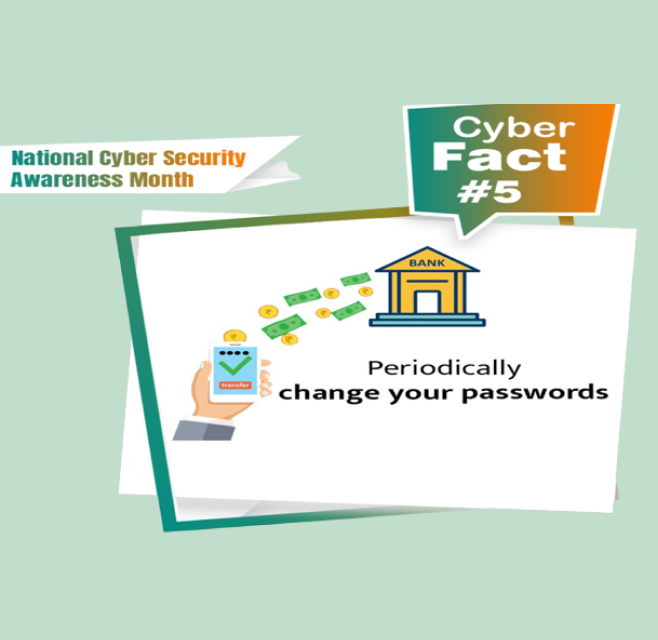 National Cyber Security
Awareness Month
Cyber
Fact
#5
BANK
Periodically
change your passwords
transfer